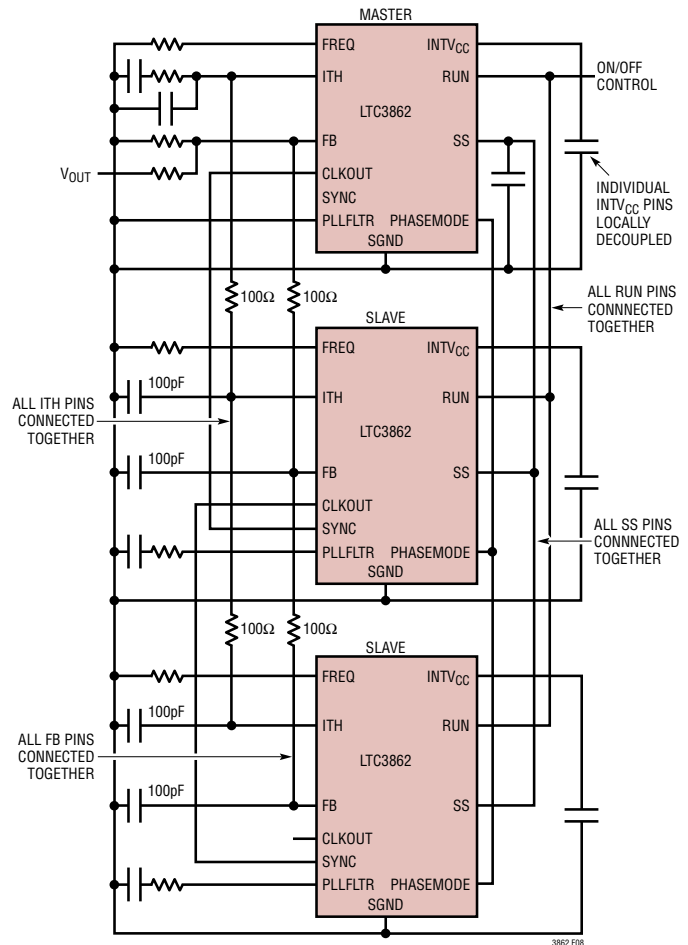 MASTER
FREQ
INTVCC
ITH
RUN
ON/OFF
CONTROL
LTC3862
FB
SS
VOUT
CLKOUT
SYNC
PLLFLTR
PHASEMODE
SGND
INDIVIDUAL
INTVCC PINS
LOCALLY
DECOUPLED
100Ω
100Ω
ALL RUN PINS
CONNNECTED
TOGETHER
SLAVE
FREQ
INTVCC
100pF
ITH
RUN
ALL ITH PINS
CONNECTED
TOGETHER
LTC3862
100pF
FB
SS
CLKOUT
SYNC
PLLFLTR
PHASEMODE
SGND
ALL SS PINS
CONNNECTED
TOGETHER
100Ω
100Ω
SLAVE
FREQ
INTVCC
100pF
ITH
RUN
ALL FB PINS
CONNECTED
TOGETHER
LTC3862
100pF
FB
SS
CLKOUT
SYNC
PLLFLTR
PHASEMODE
SGND
3862 F08